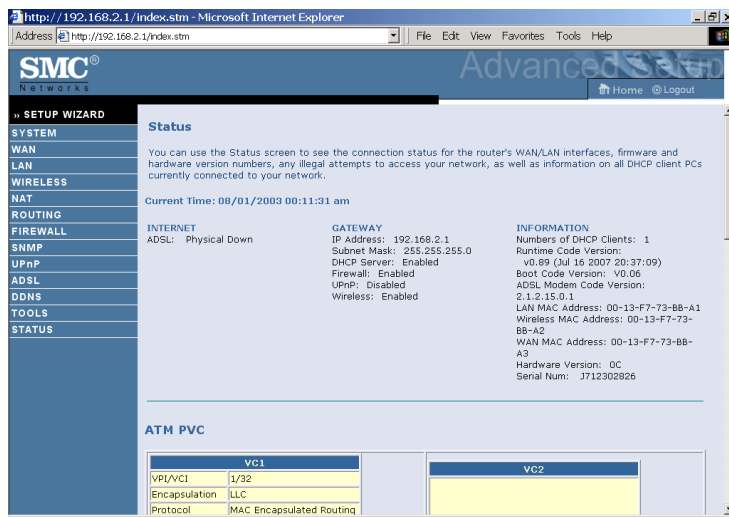 http://192.168.2.1/index.stm - Microsoft Internet Explorer
Address http://192.168.2.1/index.stm
File Edit View Favorites Tools Help
SMC®
Networks
Advanced Setup
Home Logout
» SETUP WIZARD
SYSTEM
WAN
LAN
WIRELESS
NAT
ROUTING
FIREWALL
SNMP
UPnP
ADSL
DDNS
TOOLS
STATUS
Status
You can use the Status screen to see the connection status for the router's WAN/LAN interfaces, firmware and
hardware version numbers, any illegal attempts to access your network, as well as information on all DHCP client PCs
currently connected to your network.
Current Time: 08/01/2003 00:11:31 am
INTERNET
ADSL: Physical Down
GATEWAY
IP Address: 192.168.2.1
Subnet Mask: 255.255.255.0
DHCP Server: Enabled
Firewall: Enabled
UPnP: Disabled
Wireless: Enabled
INFORMATION
Numbers of DHCP Clients: 1
Runtime Code Version:
v0.89 (Jul 16 2007 20:37:09)
Boot Code Version: V0.06
ADSL Modem Code Version:
2.1.2.15.0.1
LAN MAC Address: 00-13-F7-73-BB-A1
Wireless MAC Address: 00-13-F7-73-
BB-A2
WAN MAC Address: 00-13-F7-73-BB-
A3
Hardware Version: 0C
Serial Num: J712302826
ATM PVC
VC1
VPI/VCI 1/32
Encapsulation LLC
Protocol MAC Encapsulated Routing
VC2